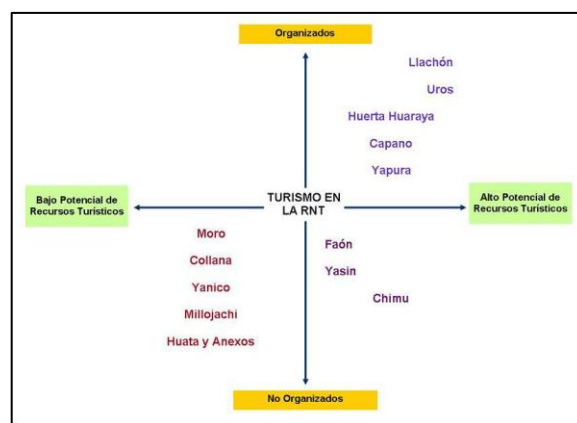 Organizados
Llachón
Uros
Huerta Huaraya
Capano
Yapura
Bajo Potencial de
Recursos Turísticos
TURISMO EN
LA RNT
Alto Potencial de
Recursos Turísticos
Moro
Collana
Yanico
Millojachi
Huata y Anexos
Faón
Yasin
Chimu
No Organizados